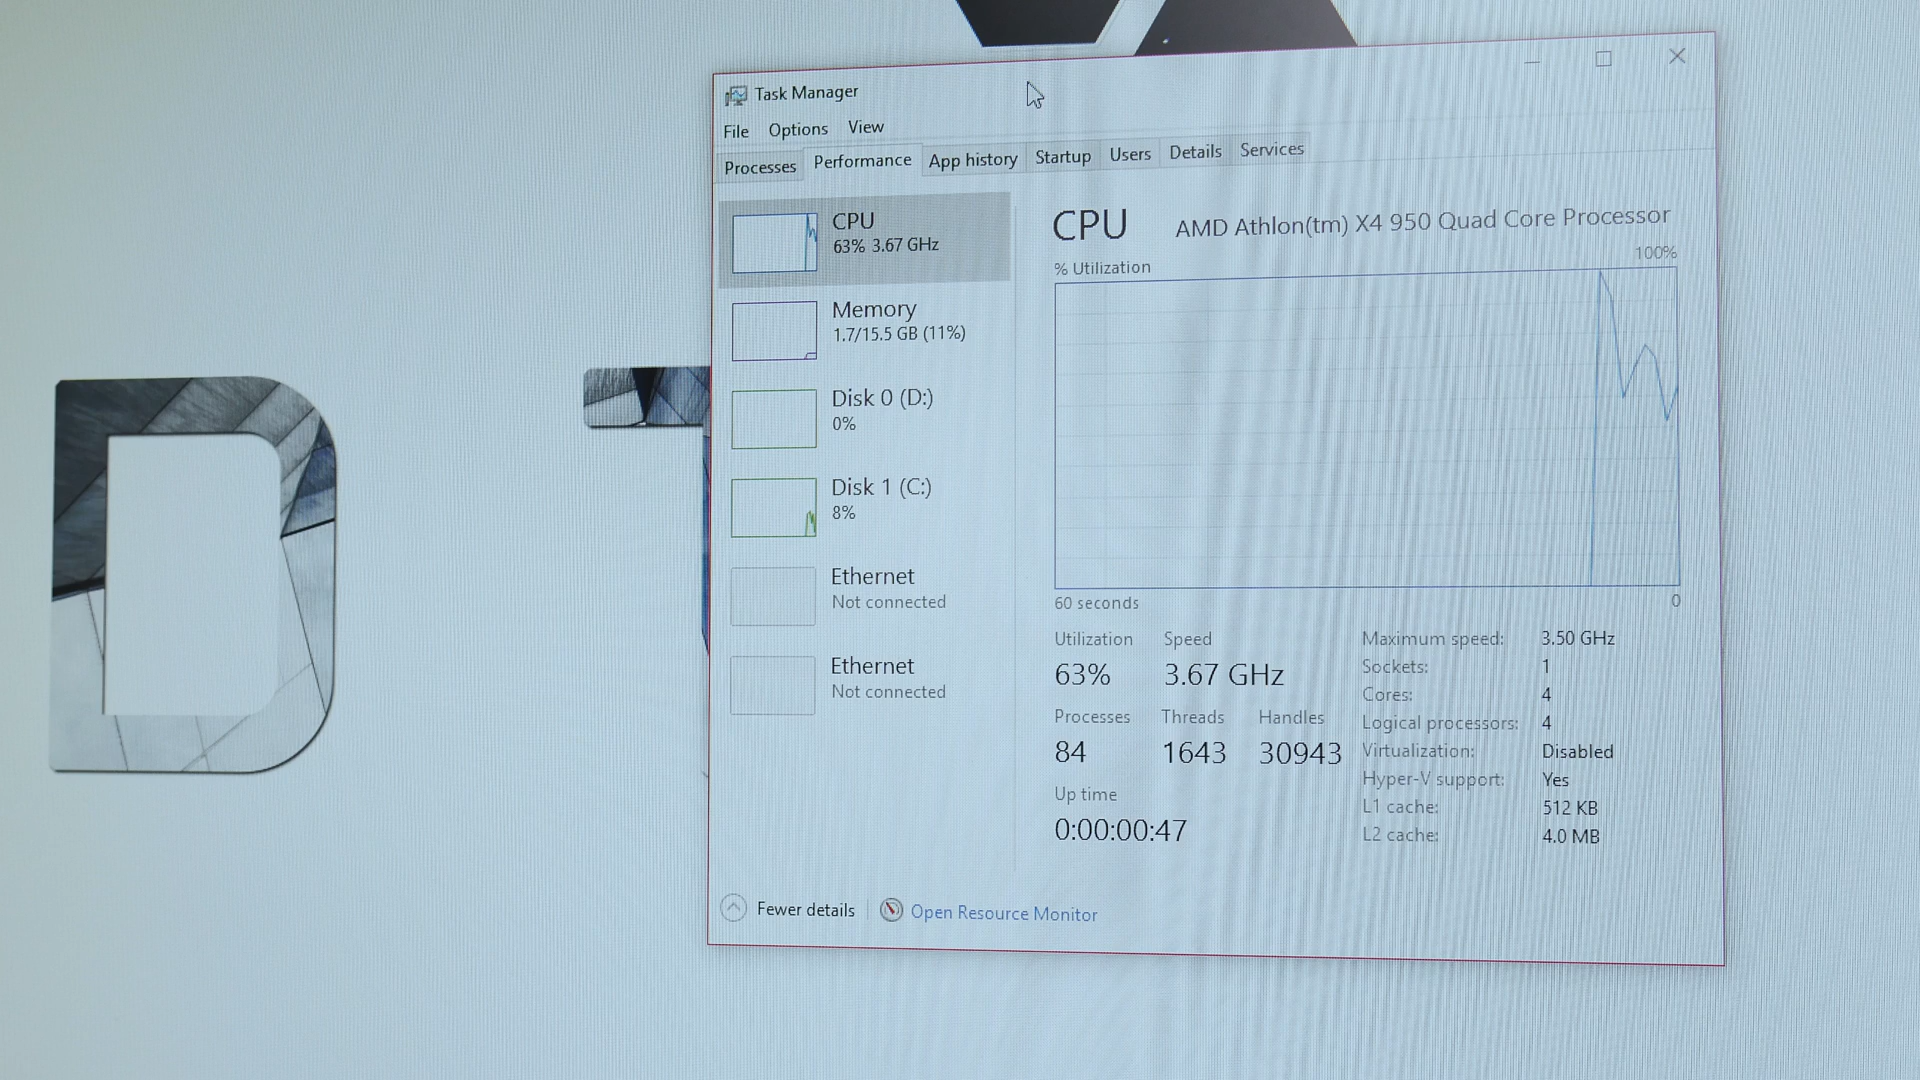 Task Manager
File Options View
Processes Performance App history Startup Users Details Services
CPU
63% 3.67 GHz
Memory
1.7/15.5 GB (11%)
Disk 0 (D:)
0%
Disk 1 (C:)
8%
Ethernet
Not connected
Ethernet
Not connected
CPU AMD Athlon(tm) X4 950 Quad Core Processor
% Utilization 100%
60 seconds 0
Utilization Speed
63% 3.67 GHz
Processes Threads Handles
84 1643 30943
Up time
0:00:00:47
Maximum speed: 3.50 GHz
Sockets: 1
Cores: 4
Logical processors: 4
Virtualization: Disabled
Hyper-V support: Yes
L1 cache: 512 KB
L2 cache: 4.0 MB
Fewer details Open Resource Monitor
D